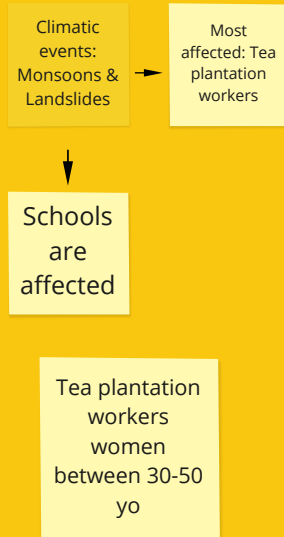 Climatic
events:
Monsoons &
Landslides
Most
affected: Tea
plantation
workers
Schools
are
affected
Tea plantation
workers
women
between 30-50
yo